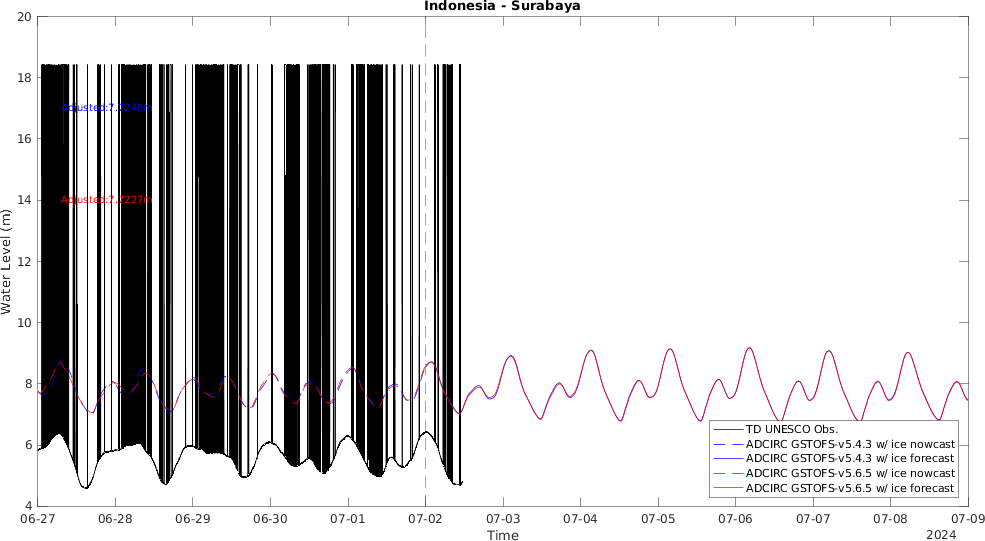 Indonesia - Surabaya
20
18
16
14
12
10
8
6
4
Water Level (m)
Adjusted:7.7248m
Adjusted:7.7227m
TD UNESCO Obs.
ADCIRC GSTOFS-v5.4.3 w/ ice nowcast
ADCIRC GSTOFS-v5.4.3 w/ ice forecast
ADCIRC GSTOFS-v5.6.5 w/ ice nowcast
ADCIRC GSTOFS-v5.6.5 w/ ice forecast
06-27 06-28 06-29 06-30 07-01 07-02 07-03 07-04 07-05 07-06 07-07 07-08 07-09
Time
2024